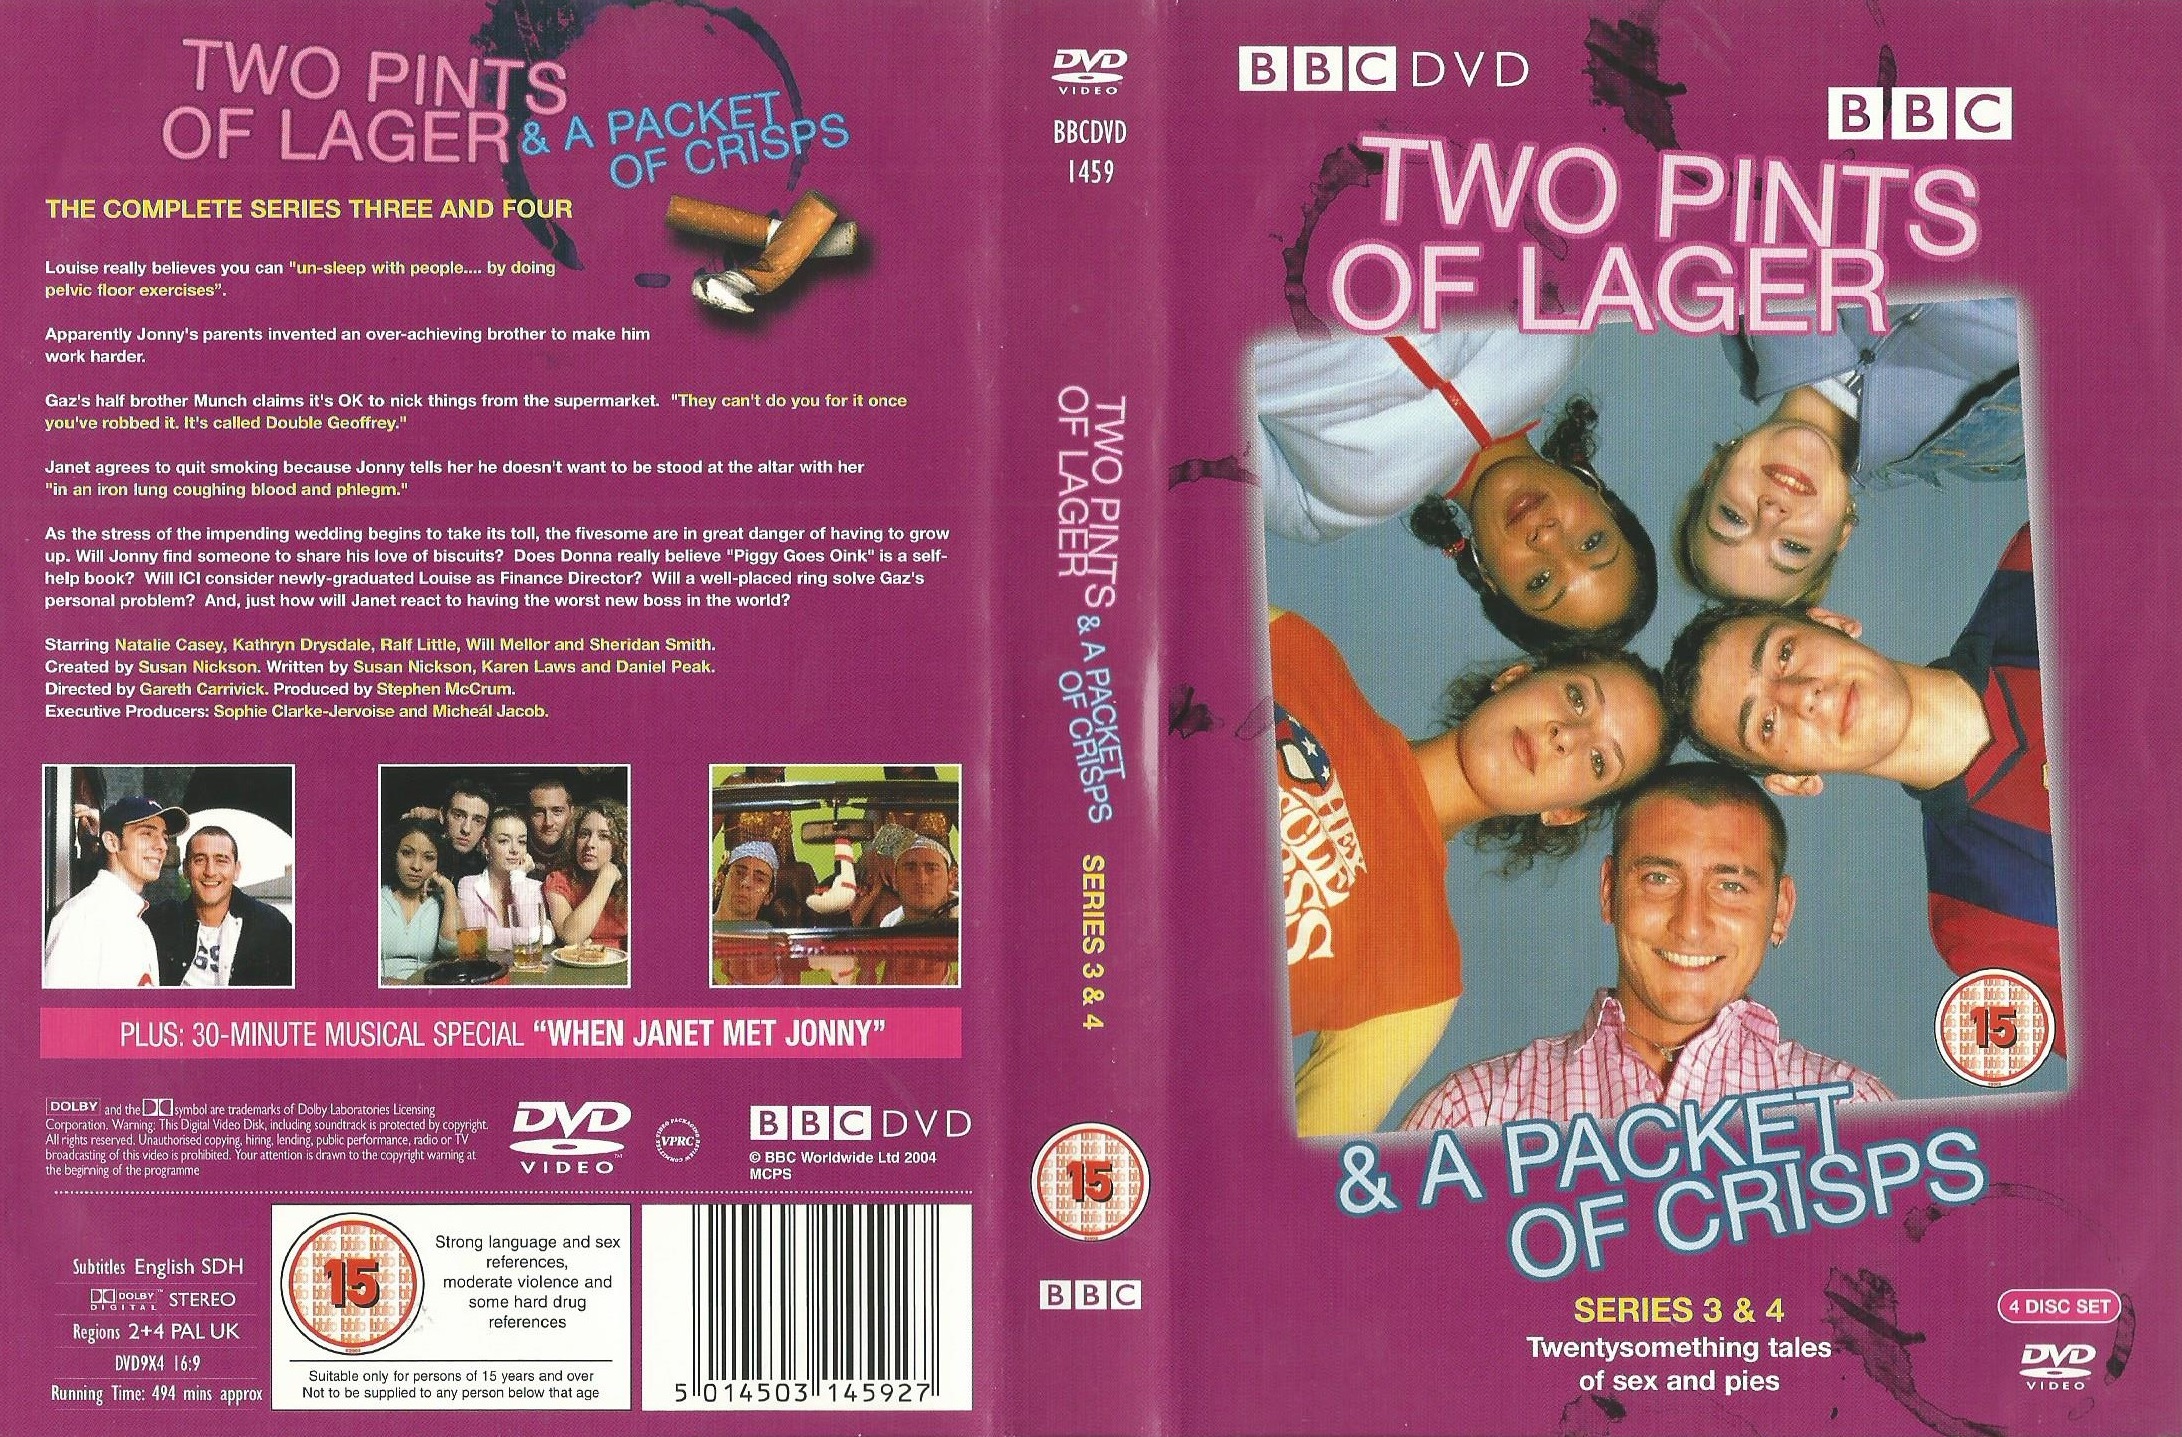 TWO PINTS
OF LAGER & A PACKET
OF CRISPS
THE COMPLETE SERIES THREE AND FOUR
Louise really believes you can "un-sleep with people.... by doing
pelvic floor exercises".
Apparently Jonny's parents invented an over-achieving brother to make him
work harder.
Gaz's half brother Munch claims it's OK to nick things from the supermarket. "They can't do you for it once
you've robbed it. It's called Double Geoffrey."
Janet agrees to quit smoking because Jonny tells her he doesn't want to be stood at the altar with her
"in an iron lung coughing blood and phlegm."
As the stress of the impending wedding begins to take its toll, the fivesome are in great danger of having to grow
up. Will Jonny find someone to share his love of biscuits? Does Donna really believe "Piggy Goes Oink" is a self-
help book? Will ICI consider newly-graduated Louise as Finance Director? Will a well-placed ring solve Gaz's
personal problem? And, just how will Janet react to having the worst new boss in the world?
Starring Natalie Casey, Kathryn Drysdale, Ralf Little, Will Mellor and Sheridan Smith.
Created by Susan Nickson. Written by Susan Nickson, Karen Laws and Daniel Peak.
Directed by Gareth Carrivick. Produced by Stephen McCrum.
Executive Producers: Sophie Clarke-Jervoise and Micheál Jacob.
PLUS: 30-MINUTE MUSICAL SPECIAL "WHEN JANET MET JONNY"
DOLBY and the symbol are trademarks of Dolby Laboratories Licensing
Corporation. Warning: This Digital Video Disk, including soundtrack is protected by copyright.
All rights reserved. Unauthorised copying, hiring, lending, public performance, radio or TV
broadcasting of this video is prohibited. Your attention is drawn to the copyright warning at
the beginning of the programme
DVD
VIDEO
VPRC
BBC DVD
© BBC Worldwide Ltd 2004
MCPS
Subtitles English SDH
DOLBY DIGITAL STEREO
Regions 2+4 PAL UK
DVD9X4 16:9
Running Time: 494 mins approx
15
Strong language and sex
references,
moderate violence and
some hard drug
references
Suitable only for persons of 15 years and over
Not to be supplied to any person below that age
5 014503 145927
DVD
VIDEO
BBCDVD
1459
TWO PINTS
OF LAGER
& A PACKET
OF CRISPS
SERIES 3 & 4
15
BBC
BBC DVD
BBC
TWO PINTS
OF LAGER
15
& A PACKET
OF CRISPS
SERIES 3 & 4
Twentysomething tales
of sex and pies
4 DISC SET
DVD
VIDEO